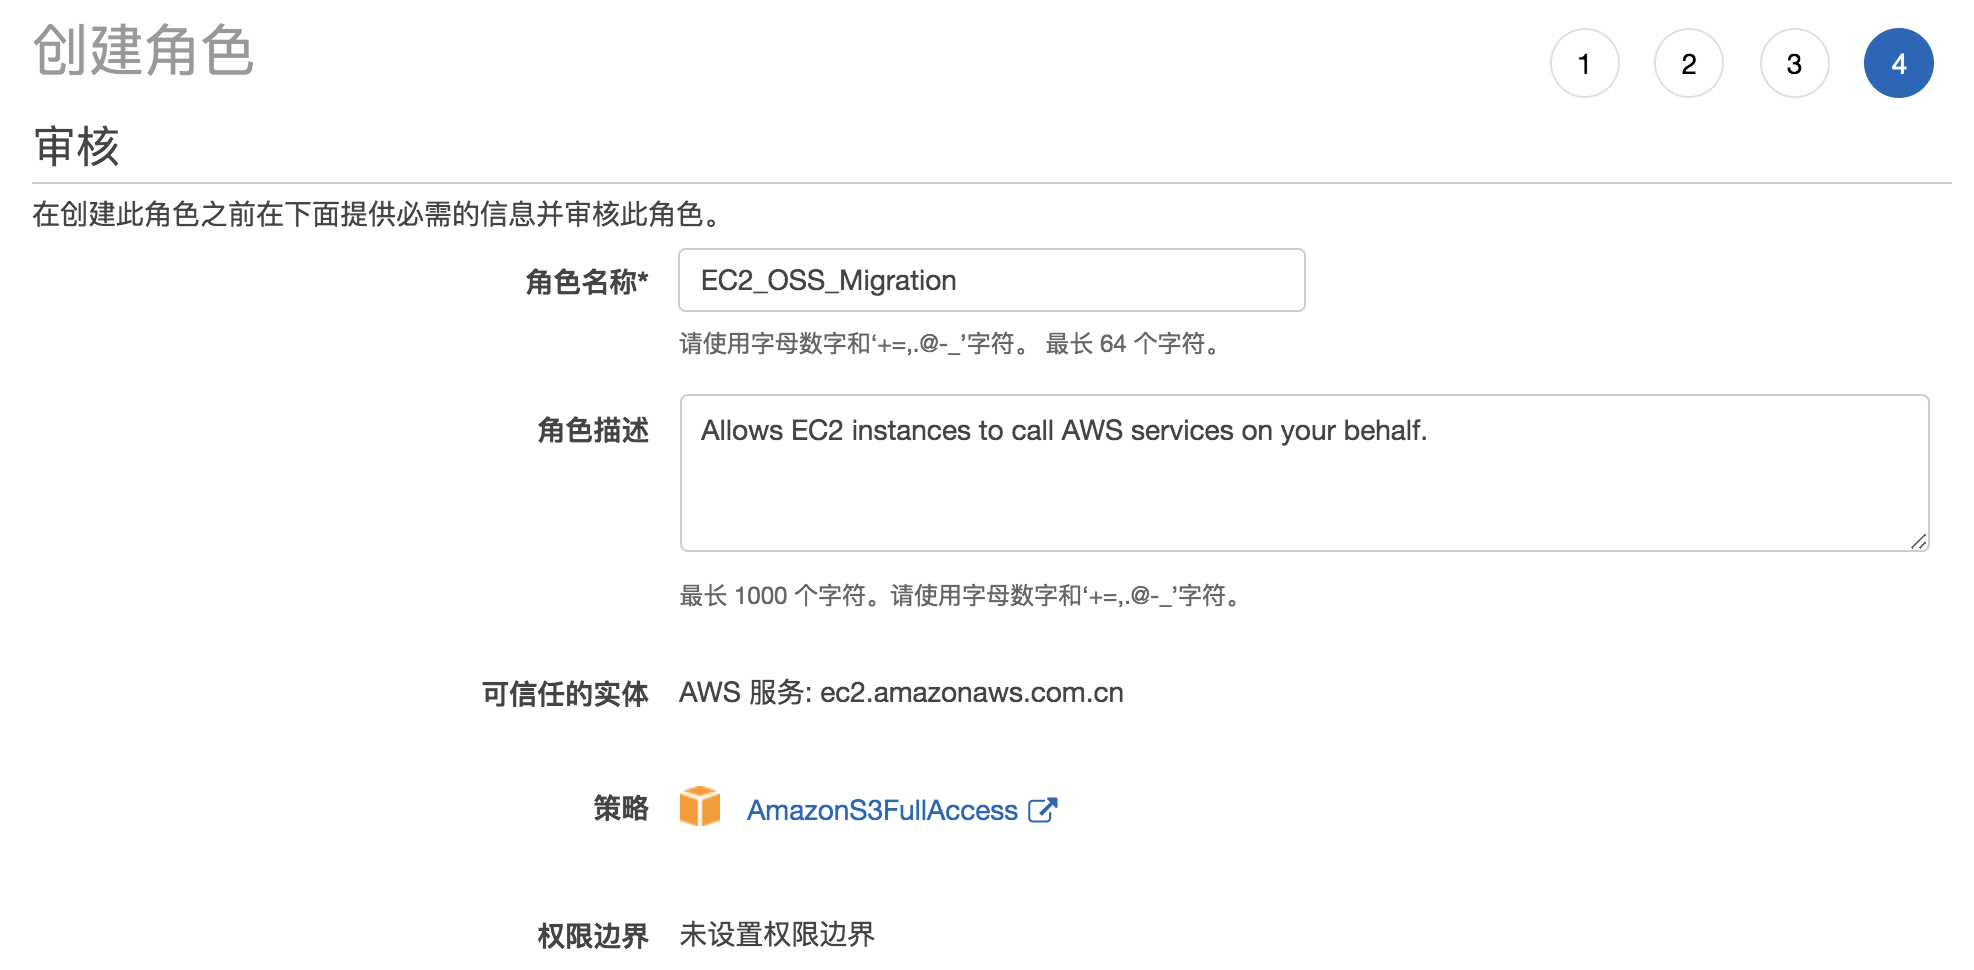 创建角色
1 2 3 4
审核
在创建此角色之前在下面提供必需的信息并审核此角色。
角色名称* EC2_OSS_Migration
请使用字母数字和‘+=,.@-_’字符。 最长 64 个字符。
角色描述 Allows EC2 instances to call AWS services on your behalf.
最长 1000 个字符。请使用字母数字和‘+=,.@-_’字符。
可信任的实体 AWS 服务: ec2.amazonaws.com.cn
策略 AmazonS3FullAccess
权限边界 未设置权限边界